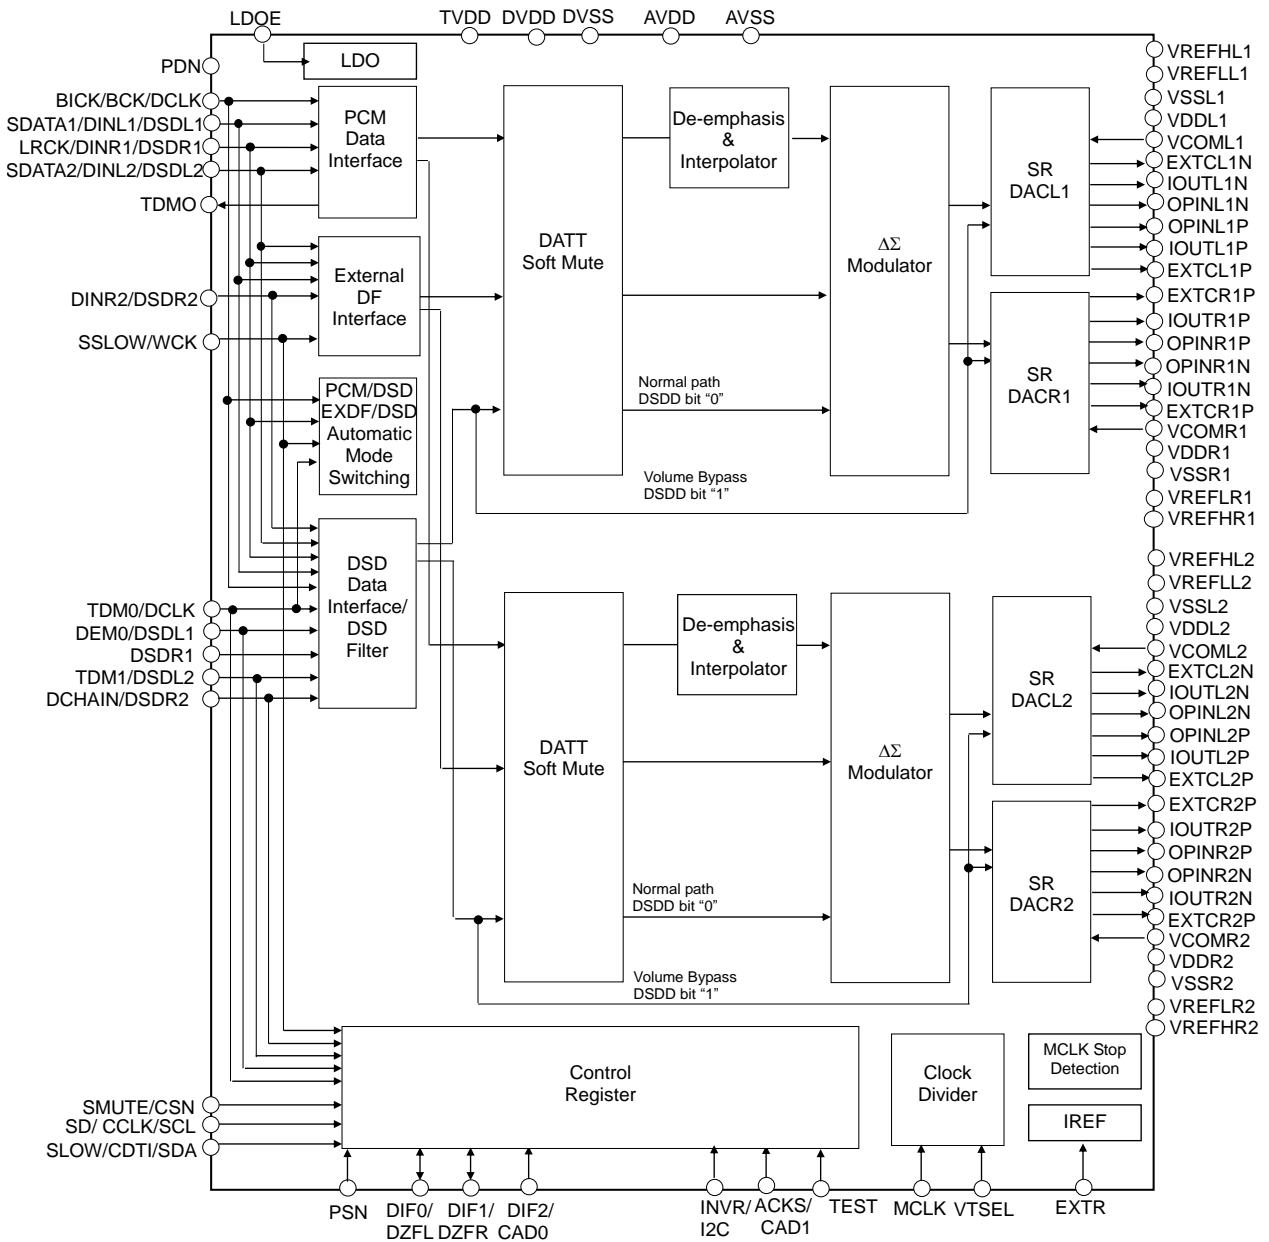 LDOE
TVDD
DVDD
DVSS
AVDD
AVSS
PDN
BICK/BCK/DCLK
SDATA1/DINL1/DSDL1
LRCK/DINR1/DSDR1
SDATA2/DINL2/DSDL2
TDMO
DINR2/DSDR2
SSLOW/WCK
TDM0/DCLK
DEM0/DSDL1
DSDR1
TDM1/DSDL2
DCHAIN/DSDR2
SMUTE/CSN
SD/ CCLK/SCL
SLOW/CDTI/SDA
LDO
PCM
Data
Interface
External
DF
Interface
PCM/DSD
EXDF/DSD
Automatic
Mode
Switching
DSD
Data
Interface/
DSD
Filter
DATT
Soft Mute
De-emphasis
&
Interpolator
ΔΣ
Modulator
Normal path
DSDD bit “0”
Volume Bypass
DSDD bit “1”
SR
DACL1
SR
DACR1
DATT
Soft Mute
De-emphasis
&
Interpolator
ΔΣ
Modulator
Normal path
DSDD bit “0”
Volume Bypass
DSDD bit “1”
SR
DACL2
SR
DACR2
VREFHL1
VREFLL1
VSSL1
VDDL1
VCOML1
EXTCL1N
IOUTL1N
OPINL1N
OPINL1P
IOUTL1P
EXTCL1P
EXTCR1P
IOUTR1P
OPINR1P
OPINR1N
IOUTR1N
EXTCR1P
VCOMR1
VDDR1
VSSR1
VREFLR1
VREFHR1
VREFHL2
VREFLL2
VSSL2
VDDL2
VCOML2
EXTCL2N
IOUTL2N
OPINL2N
OPINL2P
IOUTL2P
EXTCL2P
EXTCR2P
IOUTR2P
OPINR2P
OPINR2N
IOUTR2N
EXTCR2P
VCOMR2
VDDR2
VSSR2
VREFLR2
VREFHR2
Control
Register
Clock
Divider
MCLK Stop
Detection
IREF
PSN
DIF0/
DZFL
DIF1/
DZFR
DIF2/
CAD0
INVR/
I2C
ACKS/
CAD1
TEST
MCLK
VTSEL
EXTR